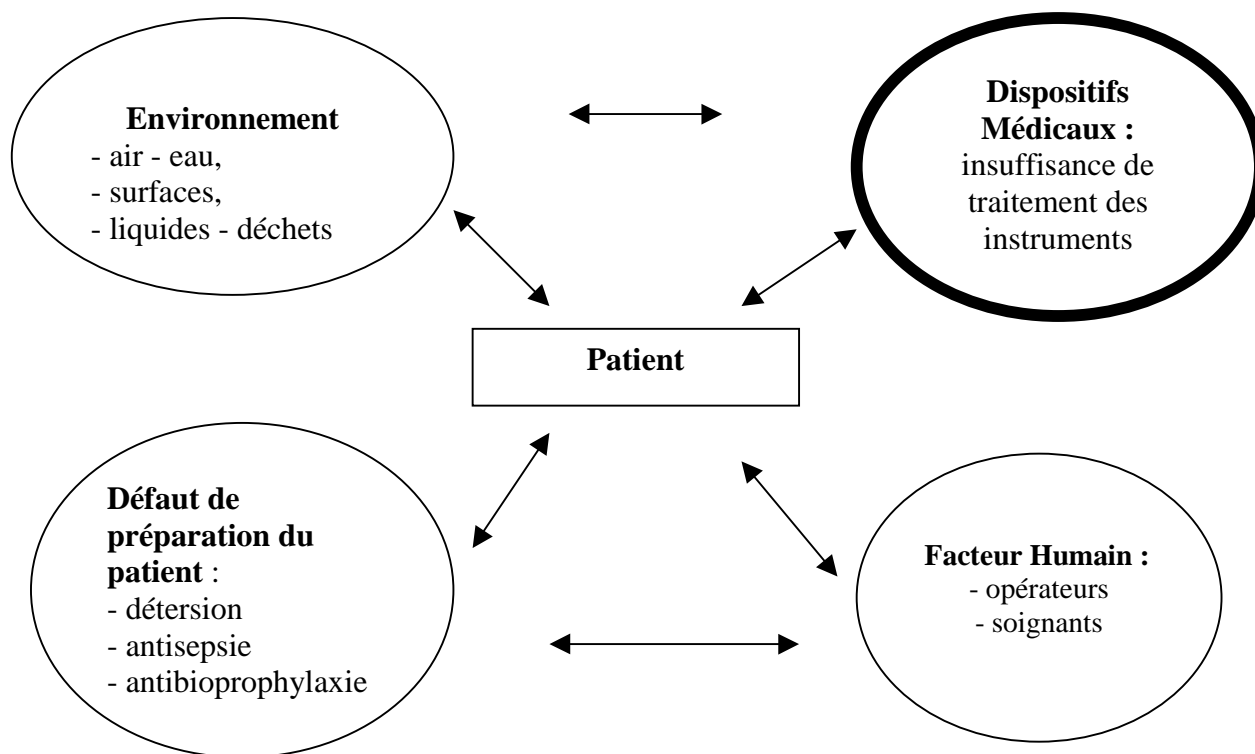 Environnement
- air - eau,
- surfaces,
- liquides - déchets
Dispositifs
Médicaux :
insuffisance de
traitement des
instruments
Patient
Défaut de
préparation du
patient :
- détersion
- antisepsie
- antibioprophylaxie
Facteur Humain :
- opérateurs
- soignants